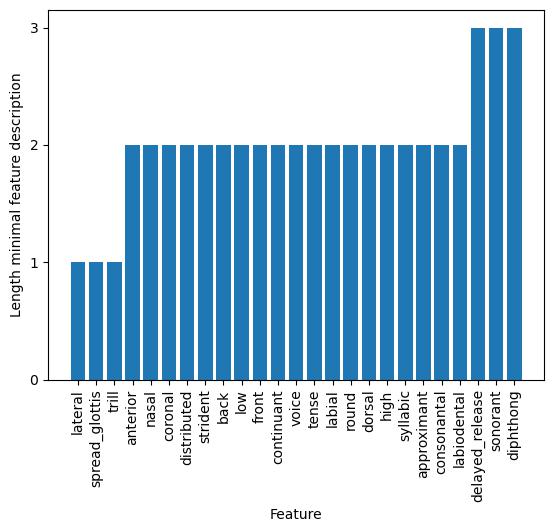 Length minimal feature description
3
2
1
0
lateral
spread_glottis
trill
anterior
nasal
coronal
distributed
strident
back
low
front
continuant
voice
tense
labial
round
dorsal
high
syllabic
approximant
consonantal
labiodental
delayed_release
sonorant
diphthong
Feature